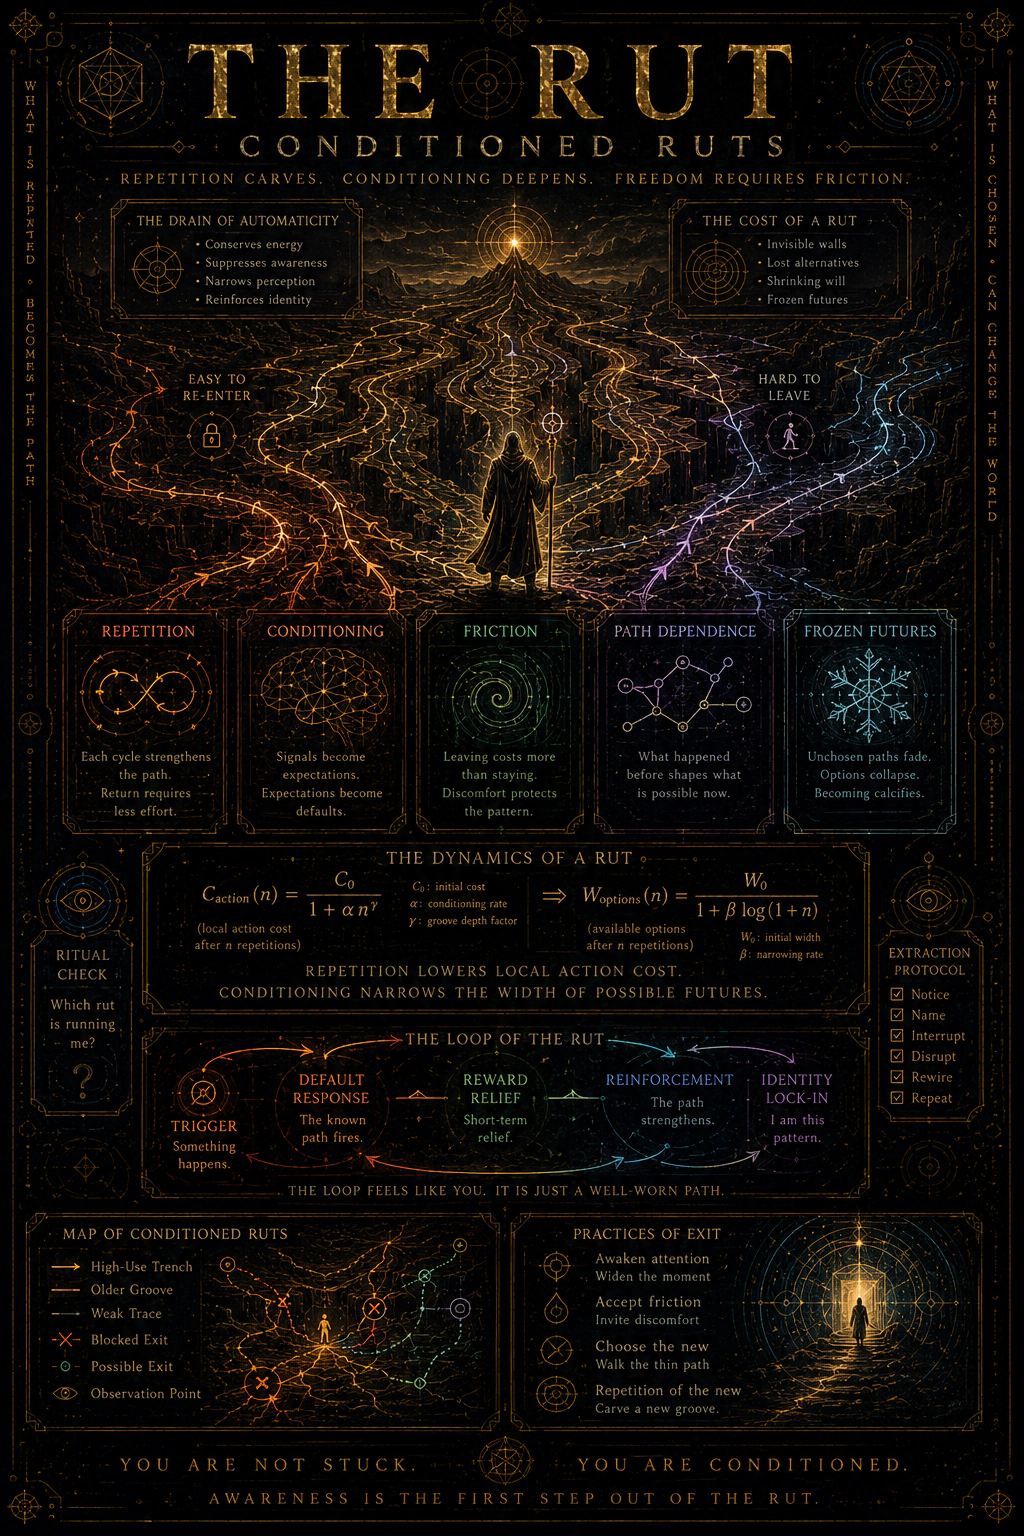 THE RUT
CONDITIONED RUTS
REPETITION CARVES. CONDITIONING DEEPENS. FREEDOM REQUIRES FRICTION.
WHAT IS REPEATED ◦ BECOMES THE PATH
WHAT IS CHOSEN ◦ CAN CHANGE THE WORLD
THE DRAIN OF AUTOMATICITY
• Conserves energy
• Suppresses awareness
• Narrows perception
• Reinforces identity
THE COST OF A RUT
• Invisible walls
• Lost alternatives
• Shrinking will
• Frozen futures
EASY TO
RE-ENTER
HARD TO
LEAVE
REPETITION
Each cycle strengthens
the path.
Return requires
less effort.
CONDITIONING
Signals become
expectations.
Expectations become
defaults.
FRICTION
Leaving costs more
than staying.
Discomfort protects
the pattern.
PATH DEPENDENCE
What happened
before shapes what
is possible now.
FROZEN FUTURES
Unchosen paths fade.
Options collapse.
Becoming calcifies.
THE DYNAMICS OF A RUT
C_action(n) = C₀ / (1 + α n^γ)
(local action cost
after n repetitions)
C₀: initial cost
α: conditioning rate
γ: groove depth factor
⇒ W_options(n) = W₀ / (1 + β log(1+n))
(available options
after n repetitions)
W₀: initial width
β: narrowing rate
REPETITION LOWERS LOCAL ACTION COST.
CONDITIONING NARROWS THE WIDTH OF POSSIBLE FUTURES.
RITUAL
CHECK
Which rut
is running
me?
?
EXTRACTION
PROTOCOL
☑ Notice
☑ Name
☑ Interrupt
☑ Disrupt
☑ Rewire
☑ Repeat
THE LOOP OF THE RUT
TRIGGER
Something
happens.
DEFAULT
RESPONSE
The known
path fires.
REWARD
RELIEF
Short-term
relief.
REINFORCEMENT
The path
strengthens.
IDENTITY
LOCK-IN
I am this
pattern.
THE LOOP FEELS LIKE YOU. IT IS JUST A WELL-WORN PATH.
MAP OF CONDITIONED RUTS
High-Use Trench
Older Groove
Weak Trace
Blocked Exit
Possible Exit
Observation Point
PRACTICES OF EXIT
Awaken attention
Widen the moment
Accept friction
Invite discomfort
Choose the new
Walk the thin path
Repetition of the new
Carve a new groove.
YOU ARE NOT STUCK. YOU ARE CONDITIONED.
AWARENESS IS THE FIRST STEP OUT OF THE RUT.